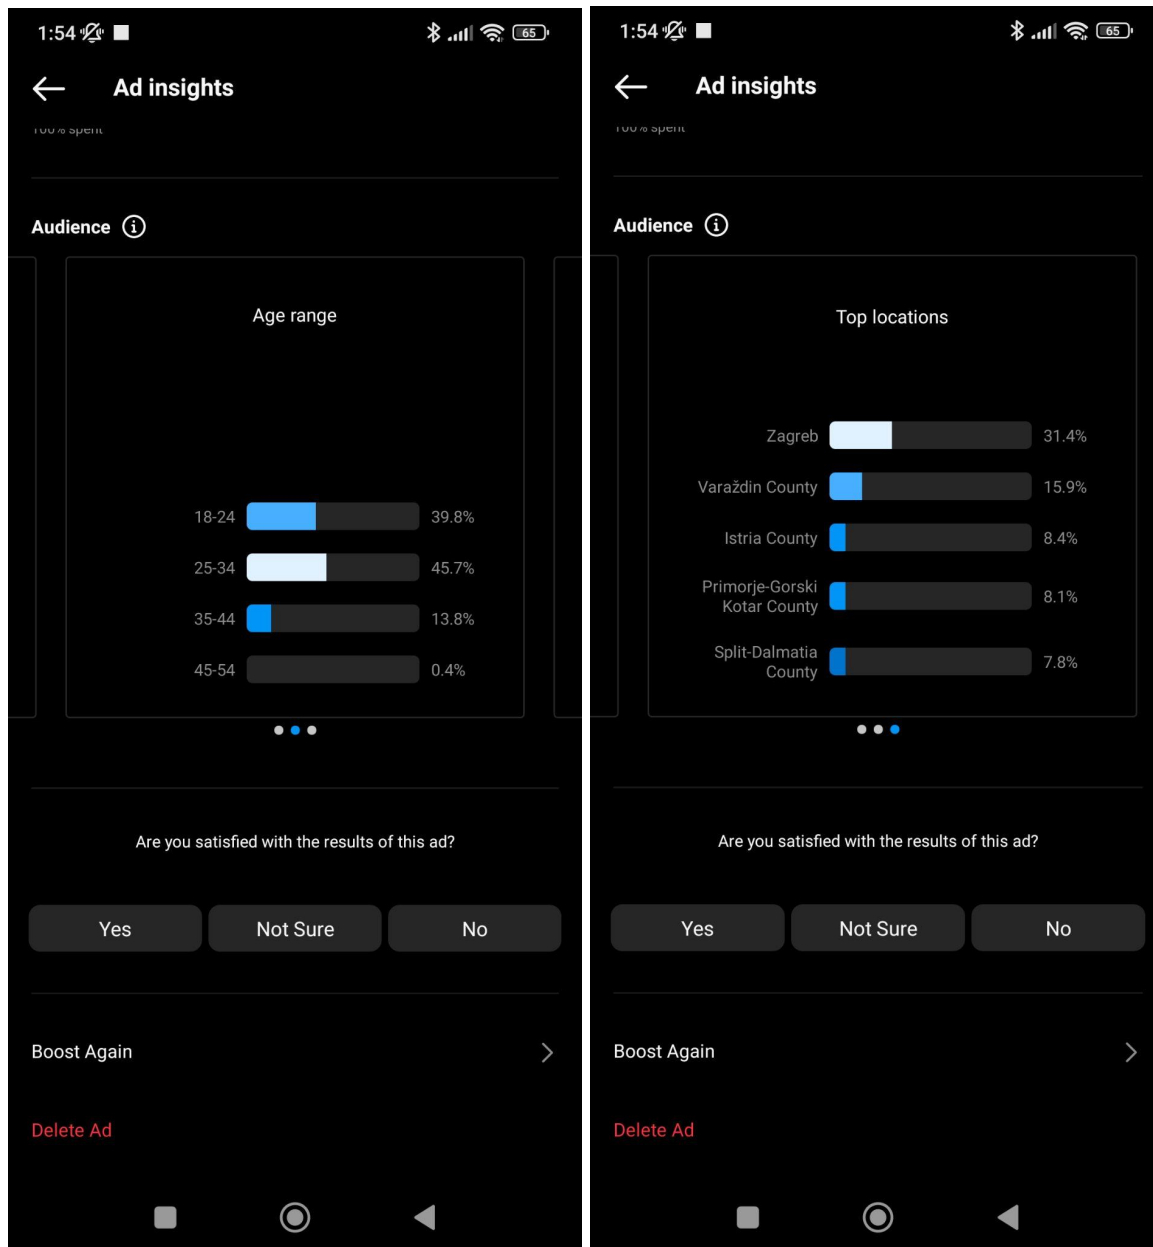 1:54
65
Ad insights
100% spent
Audience
Age range
18-24 39.8%
25-34 45.7%
35-44 13.8%
45-54 0.4%
Are you satisfied with the results of this ad?
Yes Not Sure No
Boost Again
Delete Ad
1:54
65
Ad insights
100% spent
Audience
Top locations
Zagreb 31.4%
Varaždin County 15.9%
Istria County 8.4%
Primorje-Gorski
Kotar County 8.1%
Split-Dalmatia
County 7.8%
Are you satisfied with the results of this ad?
Yes Not Sure No
Boost Again
Delete Ad